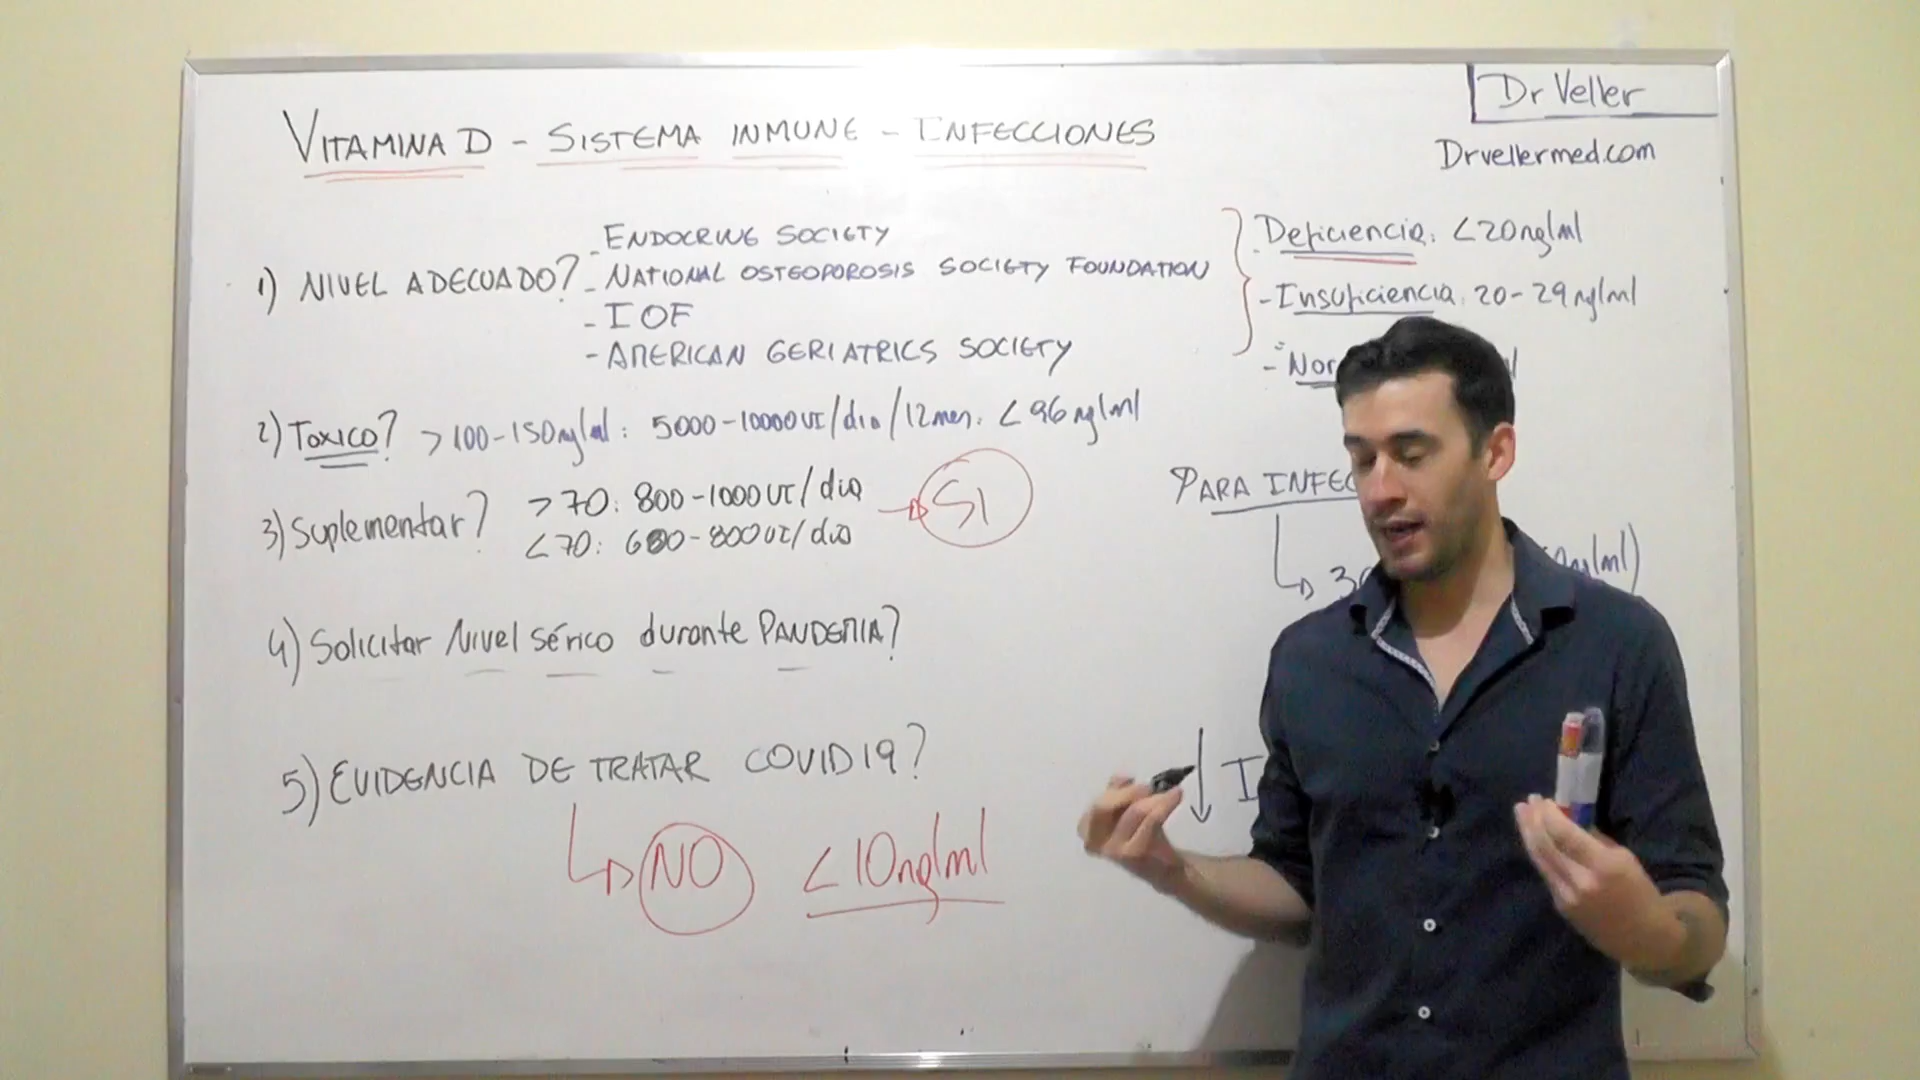 Dr Veller
Drvellermed.com
VITAMINA D - SISTEMA INMUNE - INFECCIONES
1) NIVEL ADECUADO?
- ENDOCRING SOCIETY
- NATIONAL OSTEOPOROSIS SOCIETY FOUNDATION
- IOF
- AMERICAN GERIATRICS SOCIETY
- Deficiencia: <20ng/ml
- Insuficiencia: 20-29ng/ml
2) Toxico? >100-150ng/ml: 5000-10000UI/dia/12mes: <96ng/ml
3) Suplementar?
>70: 800-1000UI/dia
<70: 600-800UI/dia
SI
PARA
4) Solicitar Nivel sérico durante PANDEMIA?
5) EVIDENCIA DE TRATAR COVID19?
NO <10ng/ml